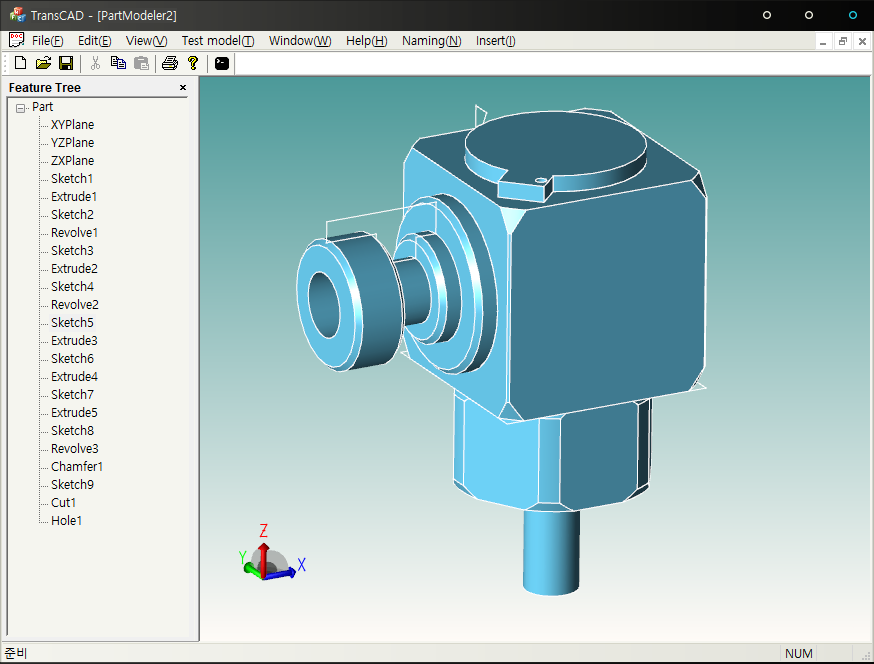 TransCAD - [PartModeler2]
File(F) Edit(E) View(V) Test model(T) Window(W) Help(H) Naming(N) Insert(I)
Feature Tree
Part
XYPlane
YZPlane
ZXPlane
Sketch1
Extrude1
Sketch2
Revolve1
Sketch3
Extrude2
Sketch4
Revolve2
Sketch5
Extrude3
Sketch6
Extrude4
Sketch7
Extrude5
Sketch8
Revolve3
Chamfer1
Sketch9
Cut1
Hole1
Z
Y
X
준비
NUM